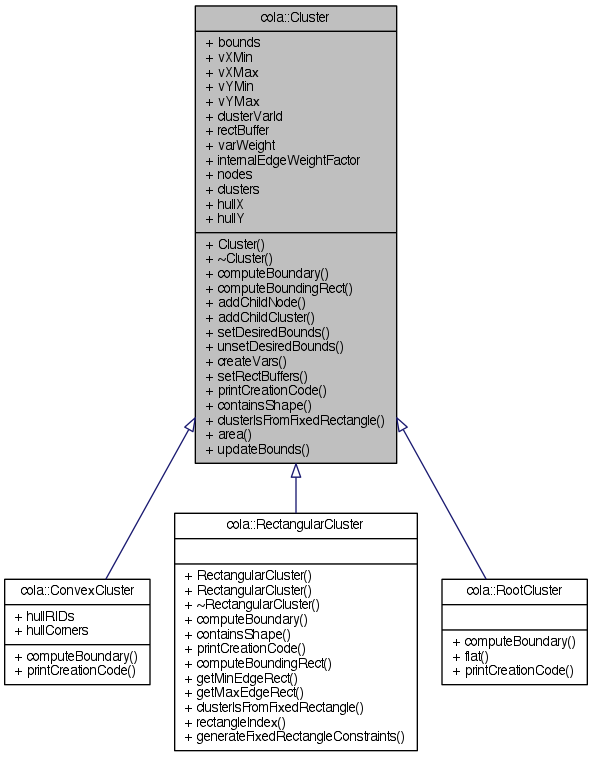 cola::Cluster
+ bounds
+ vXMin
+ vXMax
+ vYMin
+ vYMax
+ clusterVarId
+ rectBuffer
+ varWeight
+ internalEdgeWeightFactor
+ nodes
+ clusters
+ hullX
+ hullY
+ Cluster()
+ ~Cluster()
+ computeBoundary()
+ computeBoundingRect()
+ addChildNode()
+ addChildCluster()
+ setDesiredBounds()
+ unsetDesiredBounds()
+ createVars()
+ setRectBuffers()
+ printCreationCode()
+ containsShape()
+ clusterIsFromFixedRectangle()
+ area()
+ updateBounds()
cola::ConvexCluster
+ hullRIDs
+ hullCorners
+ computeBoundary()
+ printCreationCode()
cola::RectangularCluster
+ RectangularCluster()
+ RectangularCluster()
+ ~RectangularCluster()
+ computeBoundary()
+ containsShape()
+ printCreationCode()
+ computeBoundingRect()
+ getMinEdgeRect()
+ getMaxEdgeRect()
+ clusterIsFromFixedRectangle()
+ rectangleIndex()
+ generateFixedRectangleConstraints()
cola::RootCluster
+ computeBoundary()
+ flat()
+ printCreationCode()